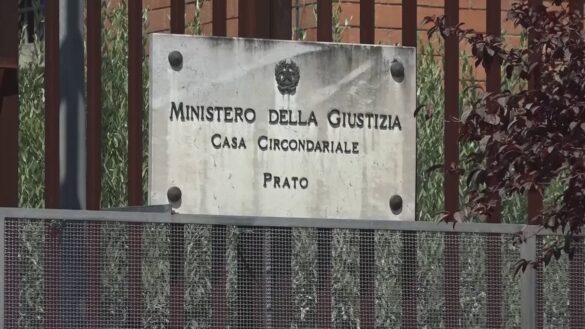 MINISTERO DELLA GIUSTIZIA
CASA CIRCONDARIALE
PRATO